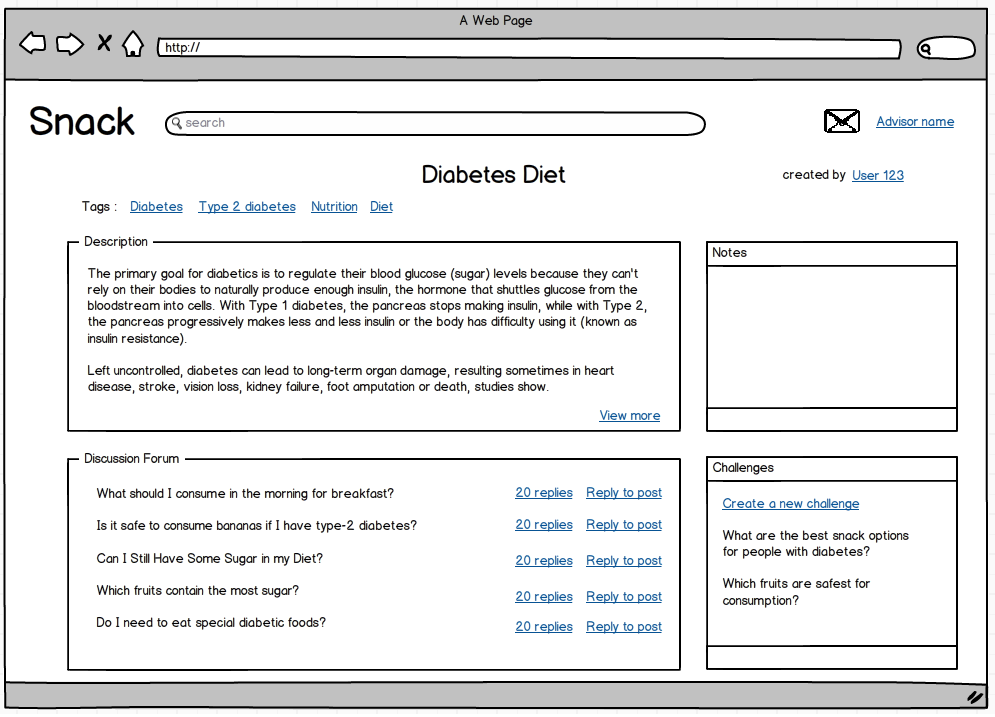 A Web Page
http://
Snack
search
Advisor name
Diabetes Diet
created by User 123
Tags : Diabetes Type 2 diabetes Nutrition Diet
Description
The primary goal for diabetics is to regulate their blood glucose (sugar) levels because they can't
rely on their bodies to naturally produce enough insulin, the hormone that shuttles glucose from the
bloodstream into cells. With Type 1 diabetes, the pancreas stops making insulin, while with Type 2,
the pancreas progressively makes less and less insulin or the body has difficulty using it (known as
insulin resistance).
Left uncontrolled, diabetes can lead to long-term organ damage, resulting sometimes in heart
disease, stroke, vision loss, kidney failure, foot amputation or death, studies show.
View more
Notes
Discussion Forum
What should I consume in the morning for breakfast? 20 replies Reply to post
Is it safe to consume bananas if I have type-2 diabetes? 20 replies Reply to post
Can I Still Have Some Sugar in my Diet? 20 replies Reply to post
Which fruits contain the most sugar? 20 replies Reply to post
Do I need to eat special diabetic foods? 20 replies Reply to post
Challenges
Create a new challenge
What are the best snack options
for people with diabetes?
Which fruits are safest for
consumption?